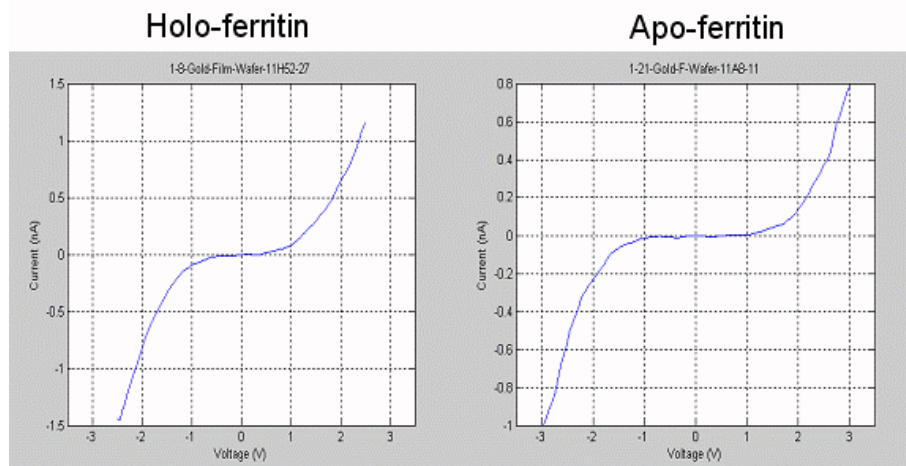 Holo-ferritin
Apo-ferritin
1-8-Gold-Film-Wafer-11H52-27
1-21-Gold-F-Wafer-11A8-11
1.5
1
0.5
0
-0.5
-1
-1.5
Current (nA)
-3 -2 -1 0 1 2 3
Voltage (V)
0.8
0.6
0.4
0.2
0
-0.2
-0.4
-0.6
-0.8
-1
Current (nA)
-3 -2 -1 0 1 2 3
Voltage (V)